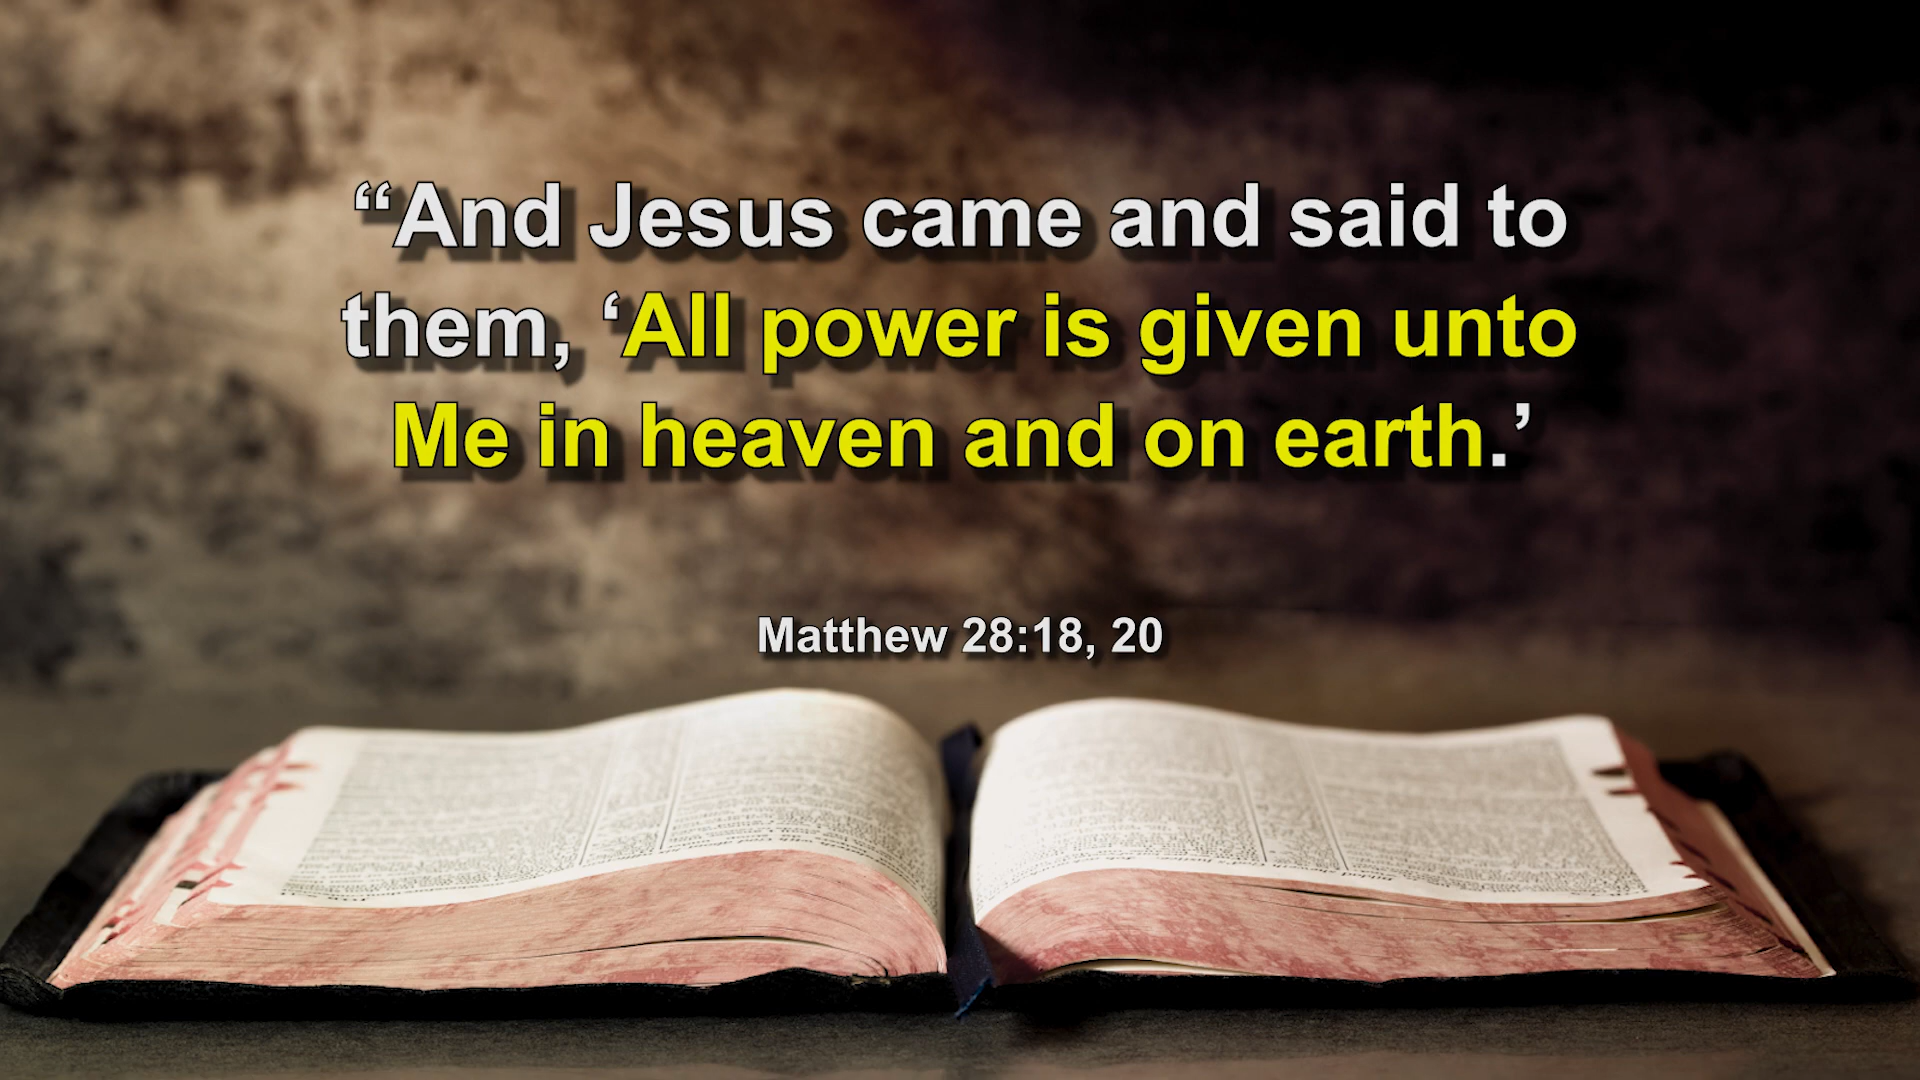 “And Jesus came and said to
them, ‘All power is given unto
Me in heaven and on earth.’
Matthew 28:18, 20